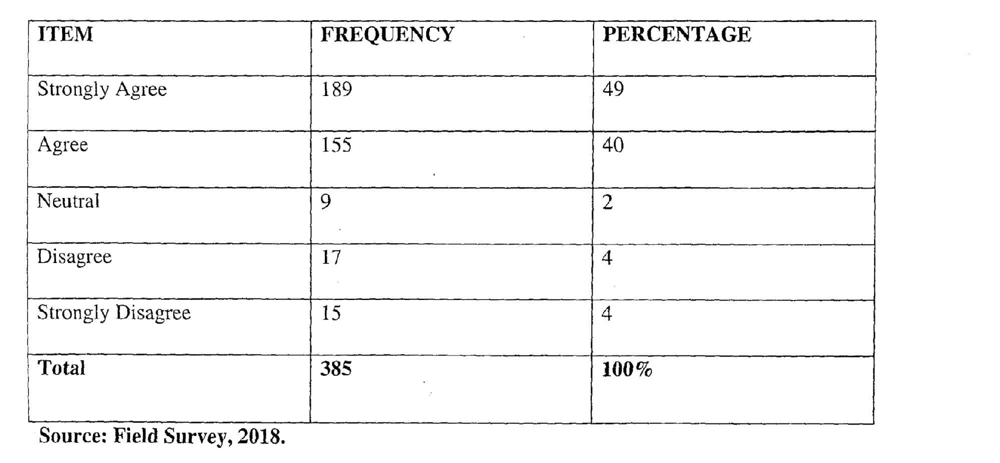 ITEM FREQUENCY PERCENTAGE
Strongly Agree 189 49
Agree 155 40
Neutral 9 2
Disagree 17 4
Strongly Disagree 15 4
Total 385 100%
Source: Field Survey, 2018.